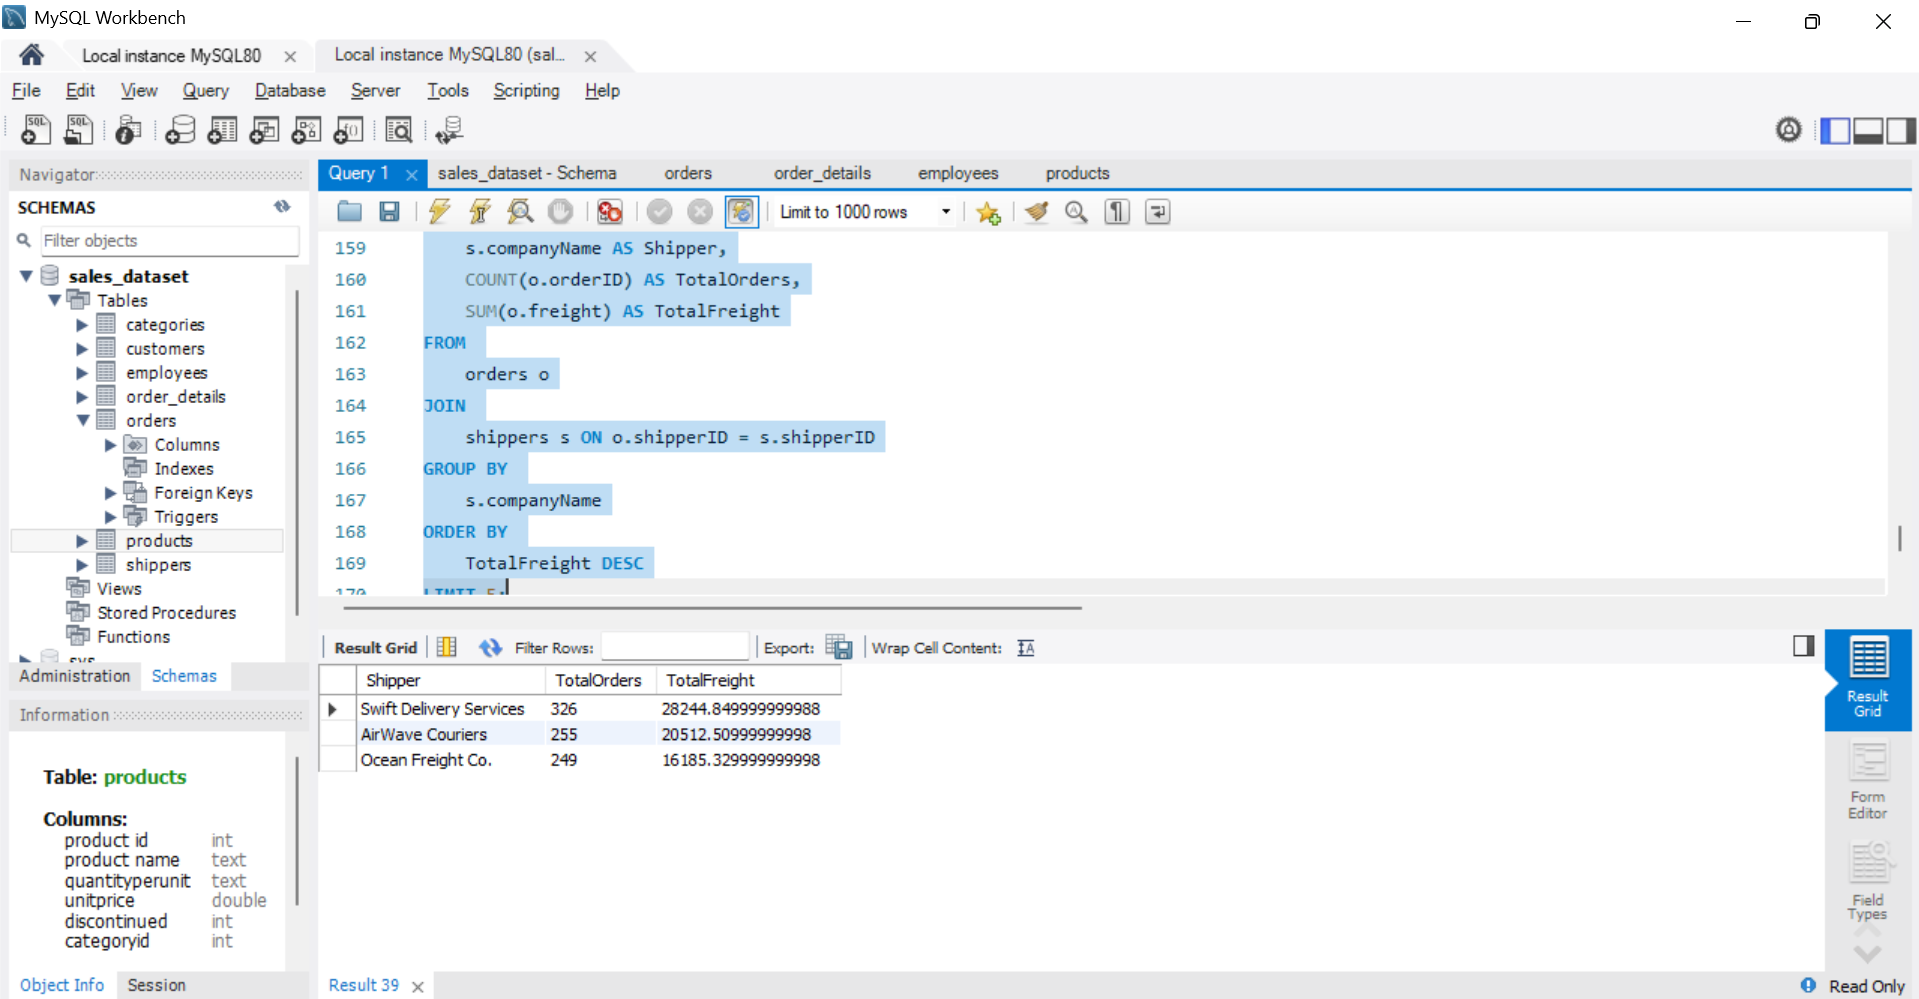 MySQL Workbench
Local instance MySQL80
Local instance MySQL80 (sal...
File Edit View Query Database Server Tools Scripting Help
Navigator
SCHEMAS
Filter objects
sales_dataset
Tables
categories
customers
employees
order_details
orders
Columns
Indexes
Foreign Keys
Triggers
products
shippers
Views
Stored Procedures
Functions
sys
Administration Schemas
Information
Table: products
Columns:
product id int
product name text
quantityperunit text
unitprice double
discontinued int
categoryid int
Object Info Session
Query 1 sales_dataset - Schema orders order_details employees products
Limit to 1000 rows
159 s.companyName AS Shipper,
160 COUNT(o.orderID) AS TotalOrders,
161 SUM(o.freight) AS TotalFreight
162 FROM
163 orders o
164 JOIN
165 shippers s ON o.shipperID = s.shipperID
166 GROUP BY
167 s.companyName
168 ORDER BY
169 TotalFreight DESC
170 LIMIT 5;
Result Grid Filter Rows: Export: Wrap Cell Content:
Shipper TotalOrders TotalFreight
Swift Delivery Services 326 28244.849999999988
AirWave Couriers 255 20512.50999999998
Ocean Freight Co. 249 16185.329999999998
Result
Grid
Form
Editor
Field
Types
Result 39
Read Only